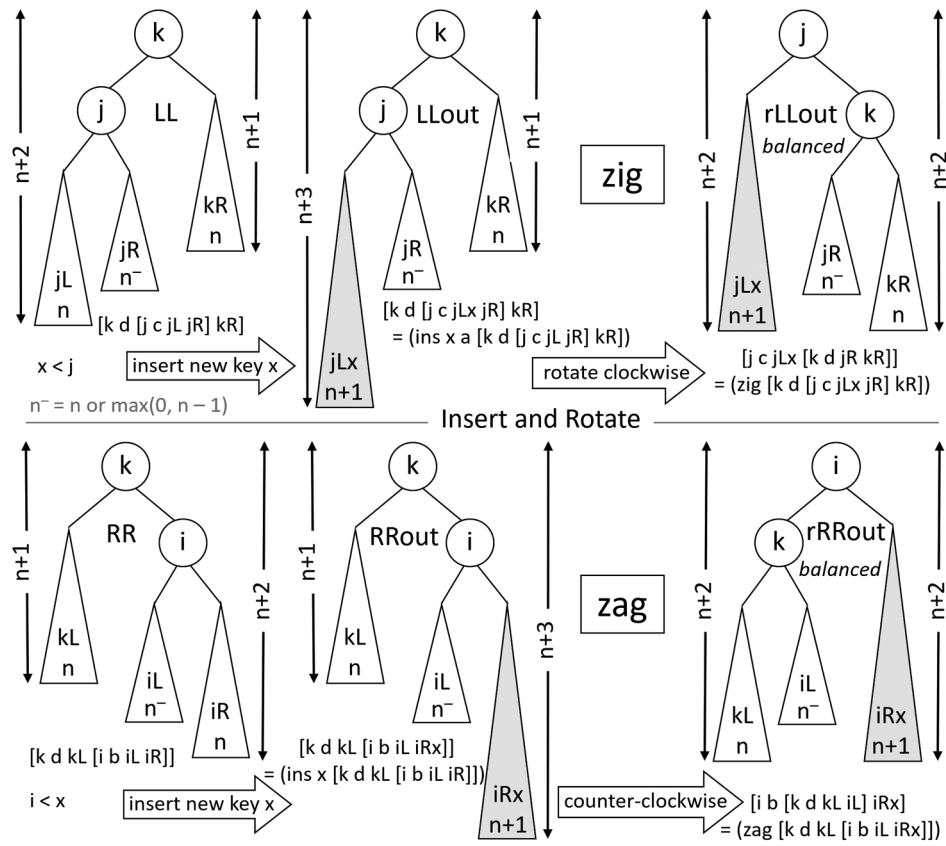 k
j
LL
n+2
n+1
jL
n
jR
n⁻
kR
n
[k d [j c jL jR] kR]
x < j
insert new key x
n⁻ = n or max(0, n – 1)
k
j
LLout
n+3
n+1
jLx
n+1
jR
n⁻
kR
n
[k d [j c jLx jR] kR]
= (ins x a [k d [j c jL jR] kR])
zig
rotate clockwise
j
rLLout
balanced
k
n+2
n+2
jLx
n+1
jR
n⁻
kR
n
[j c jLx [k d jR kR]]
= (zig [k d [j c jLx jR] kR])
Insert and Rotate
k
RR
i
n+1
n+2
kL
n
iL
n⁻
iR
n
[k d kL [i b iL iR]]
i < x
insert new key x
k
RRout
i
n+1
n+3
kL
n
iL
n⁻
iRx
n+1
[k d kL [i b iL iRx]]
= (ins x [k d kL [i b iL iR]])
zag
counter-clockwise
i
k
rRRout
balanced
n+2
n+2
kL
n
iL
n⁻
iRx
n+1
[i b [k d kL iL] iRx]
= (zag [k d kL [i b iL iRx]])